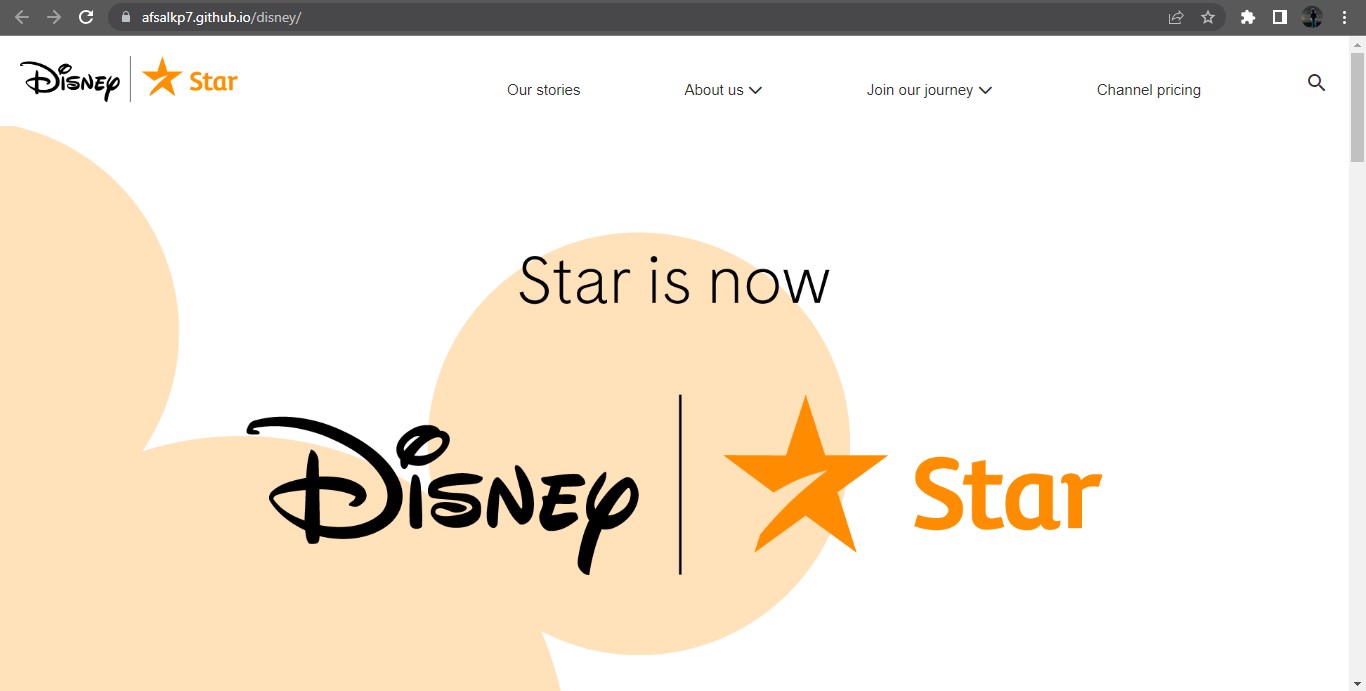 afsalkp7.github.io/disney/
Disney Star
Our stories
About us
Join our journey
Channel pricing
Star is now
Disney Star